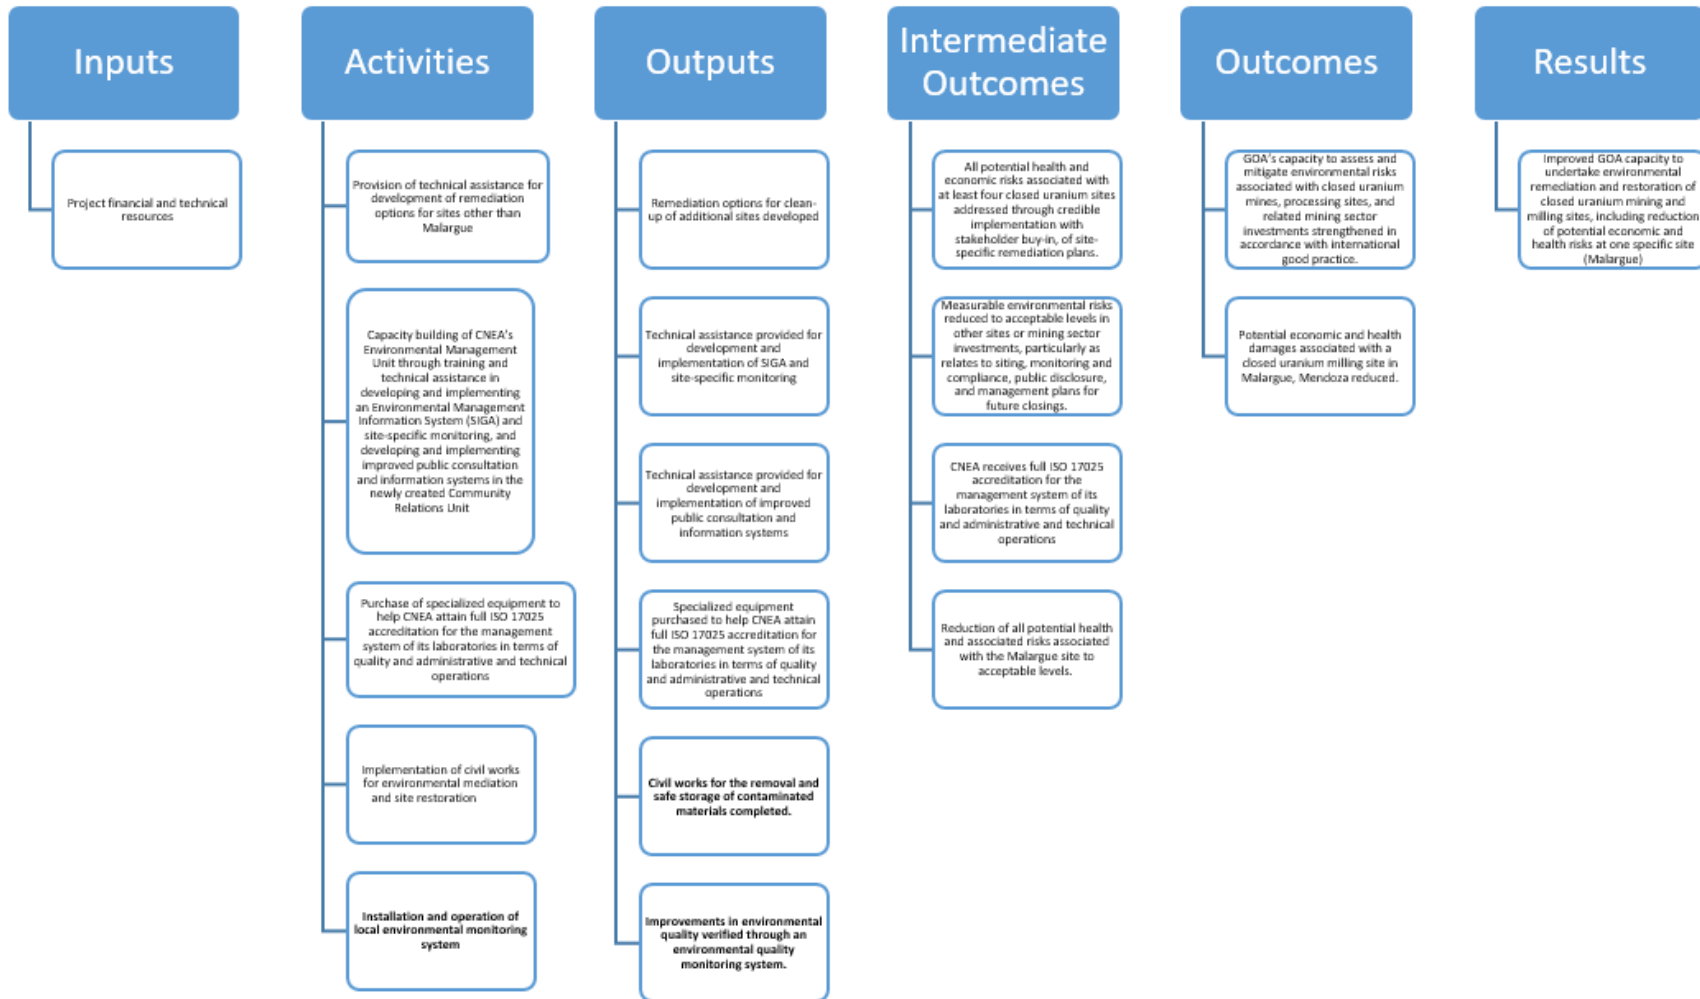 Inputs
Project financial and technical
resources
Activities
Provision of technical assistance for
development of remediation
options for sites other than
Malargue
Capacity building of CNEA's
Environmental Management
Unit through training and
technical assistance in
developing and implementing
an Environmental Management
Information System (SIGA) and
site-specific monitoring, and
developing and implementing
improved public consultation
and information systems in the
newly created Community
Relations Unit
Purchase of specialized equipment to
help CNEA attain full ISO 17025
accreditation for the management
system of its laboratories in terms of
quality and administrative and technical
operations
Implementation of civil works
for environmental mediation
and site restoration
Installation and operation of
local environmental monitoring
system
Outputs
Remediation options for clean-
up of additional sites developed
Technical assistance provided for
development and
implementation of SIGA and
site-specific monitoring
Technical assistance provided for
development and
implementation of improved
public consultation and
information systems
Specialized equipment
purchased to help CNEA attain
full ISO 17025 accreditation for
the management system of its
laboratories in terms of quality
and administrative and technical
operations
Civil works for the removal and
safe storage of contaminated
materials completed.
Improvements in environmental
quality verified through an
environmental quality
monitoring system.
Intermediate
Outcomes
All potential health and
economic risks associated with
at least four closed uranium sites
addressed through credible
implementation with
stakeholder buy-in, of site-
specific remediation plans.
Measurable environmental risks
reduced to acceptable levels in
other sites or mining sector
investments, particularly as
relates to siting, monitoring and
compliance, public disclosure,
and management plans for
future closings.
CNEA receives full ISO 17025
accreditation for the
management system of its
laboratories in terms of quality
and administrative and technical
operations
Reduction of all potential health
and associated risks associated
with the Malargue site to
acceptable levels.
Outcomes
GOA's capacity to assess and
mitigate environmental risks
associated with closed uranium
mines, processing sites, and
related mining sector
investments strengthened in
accordance with international
good practice.
Potential economic and health
damages associated with a
closed uranium milling site in
Malargue, Mendoza reduced.
Results
Improved GOA capacity to
undertake environmental
remediation and restoration of
closed uranium mining and
milling sites, including reduction
of potential economic and
health risks at one specific site
(Malargue)